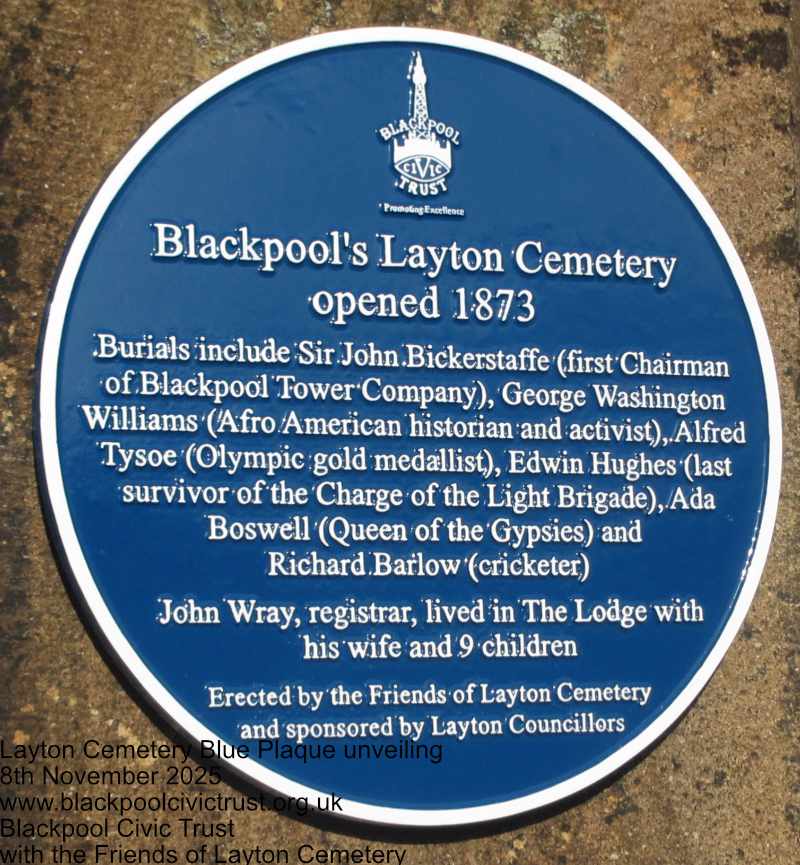 BLACKPOOL
CIVIC
TRUST
Promoting Excellence
Blackpool's Layton Cemetery
opened 1873
Burials include Sir John Bickerstaffe (first Chairman
of Blackpool Tower Company), George Washington
Williams (Afro American historian and activist), Alfred
Tysoe (Olympic gold medallist), Edwin Hughes (last
survivor of the Charge of the Light Brigade), Ada
Boswell (Queen of the Gypsies) and
Richard Barlow (cricketer)
John Wray, registrar, lived in The Lodge with
his wife and 9 children
Erected by the Friends of Layton Cemetery
and sponsored by Layton Councillors
Layton Cemetery Blue Plaque unveiling
8th November 2025
www.blackpoolcivictrust.org.uk
Blackpool Civic Trust
with the Friends of Layton Cemetery